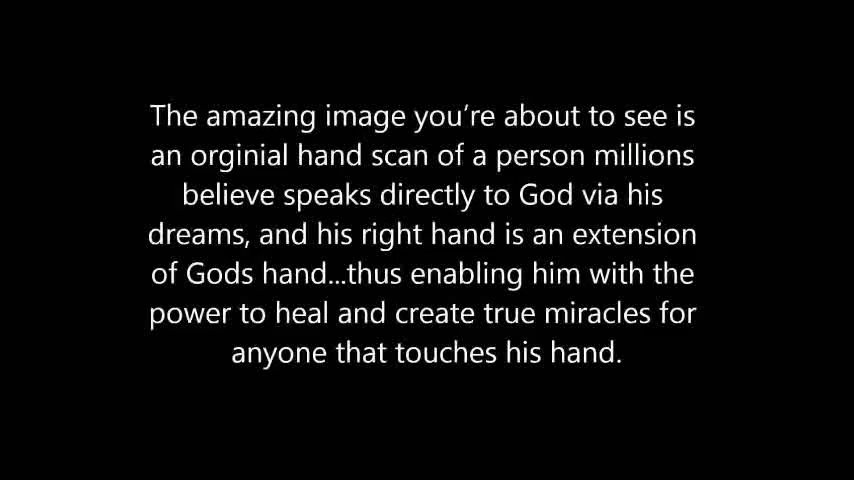 The amazing image you’re about to see is
an orginial hand scan of a person millions
believe speaks directly to God via his
dreams, and his right hand is an extension
of Gods hand...thus enabling him with the
power to heal and create true miracles for
anyone that touches his hand.